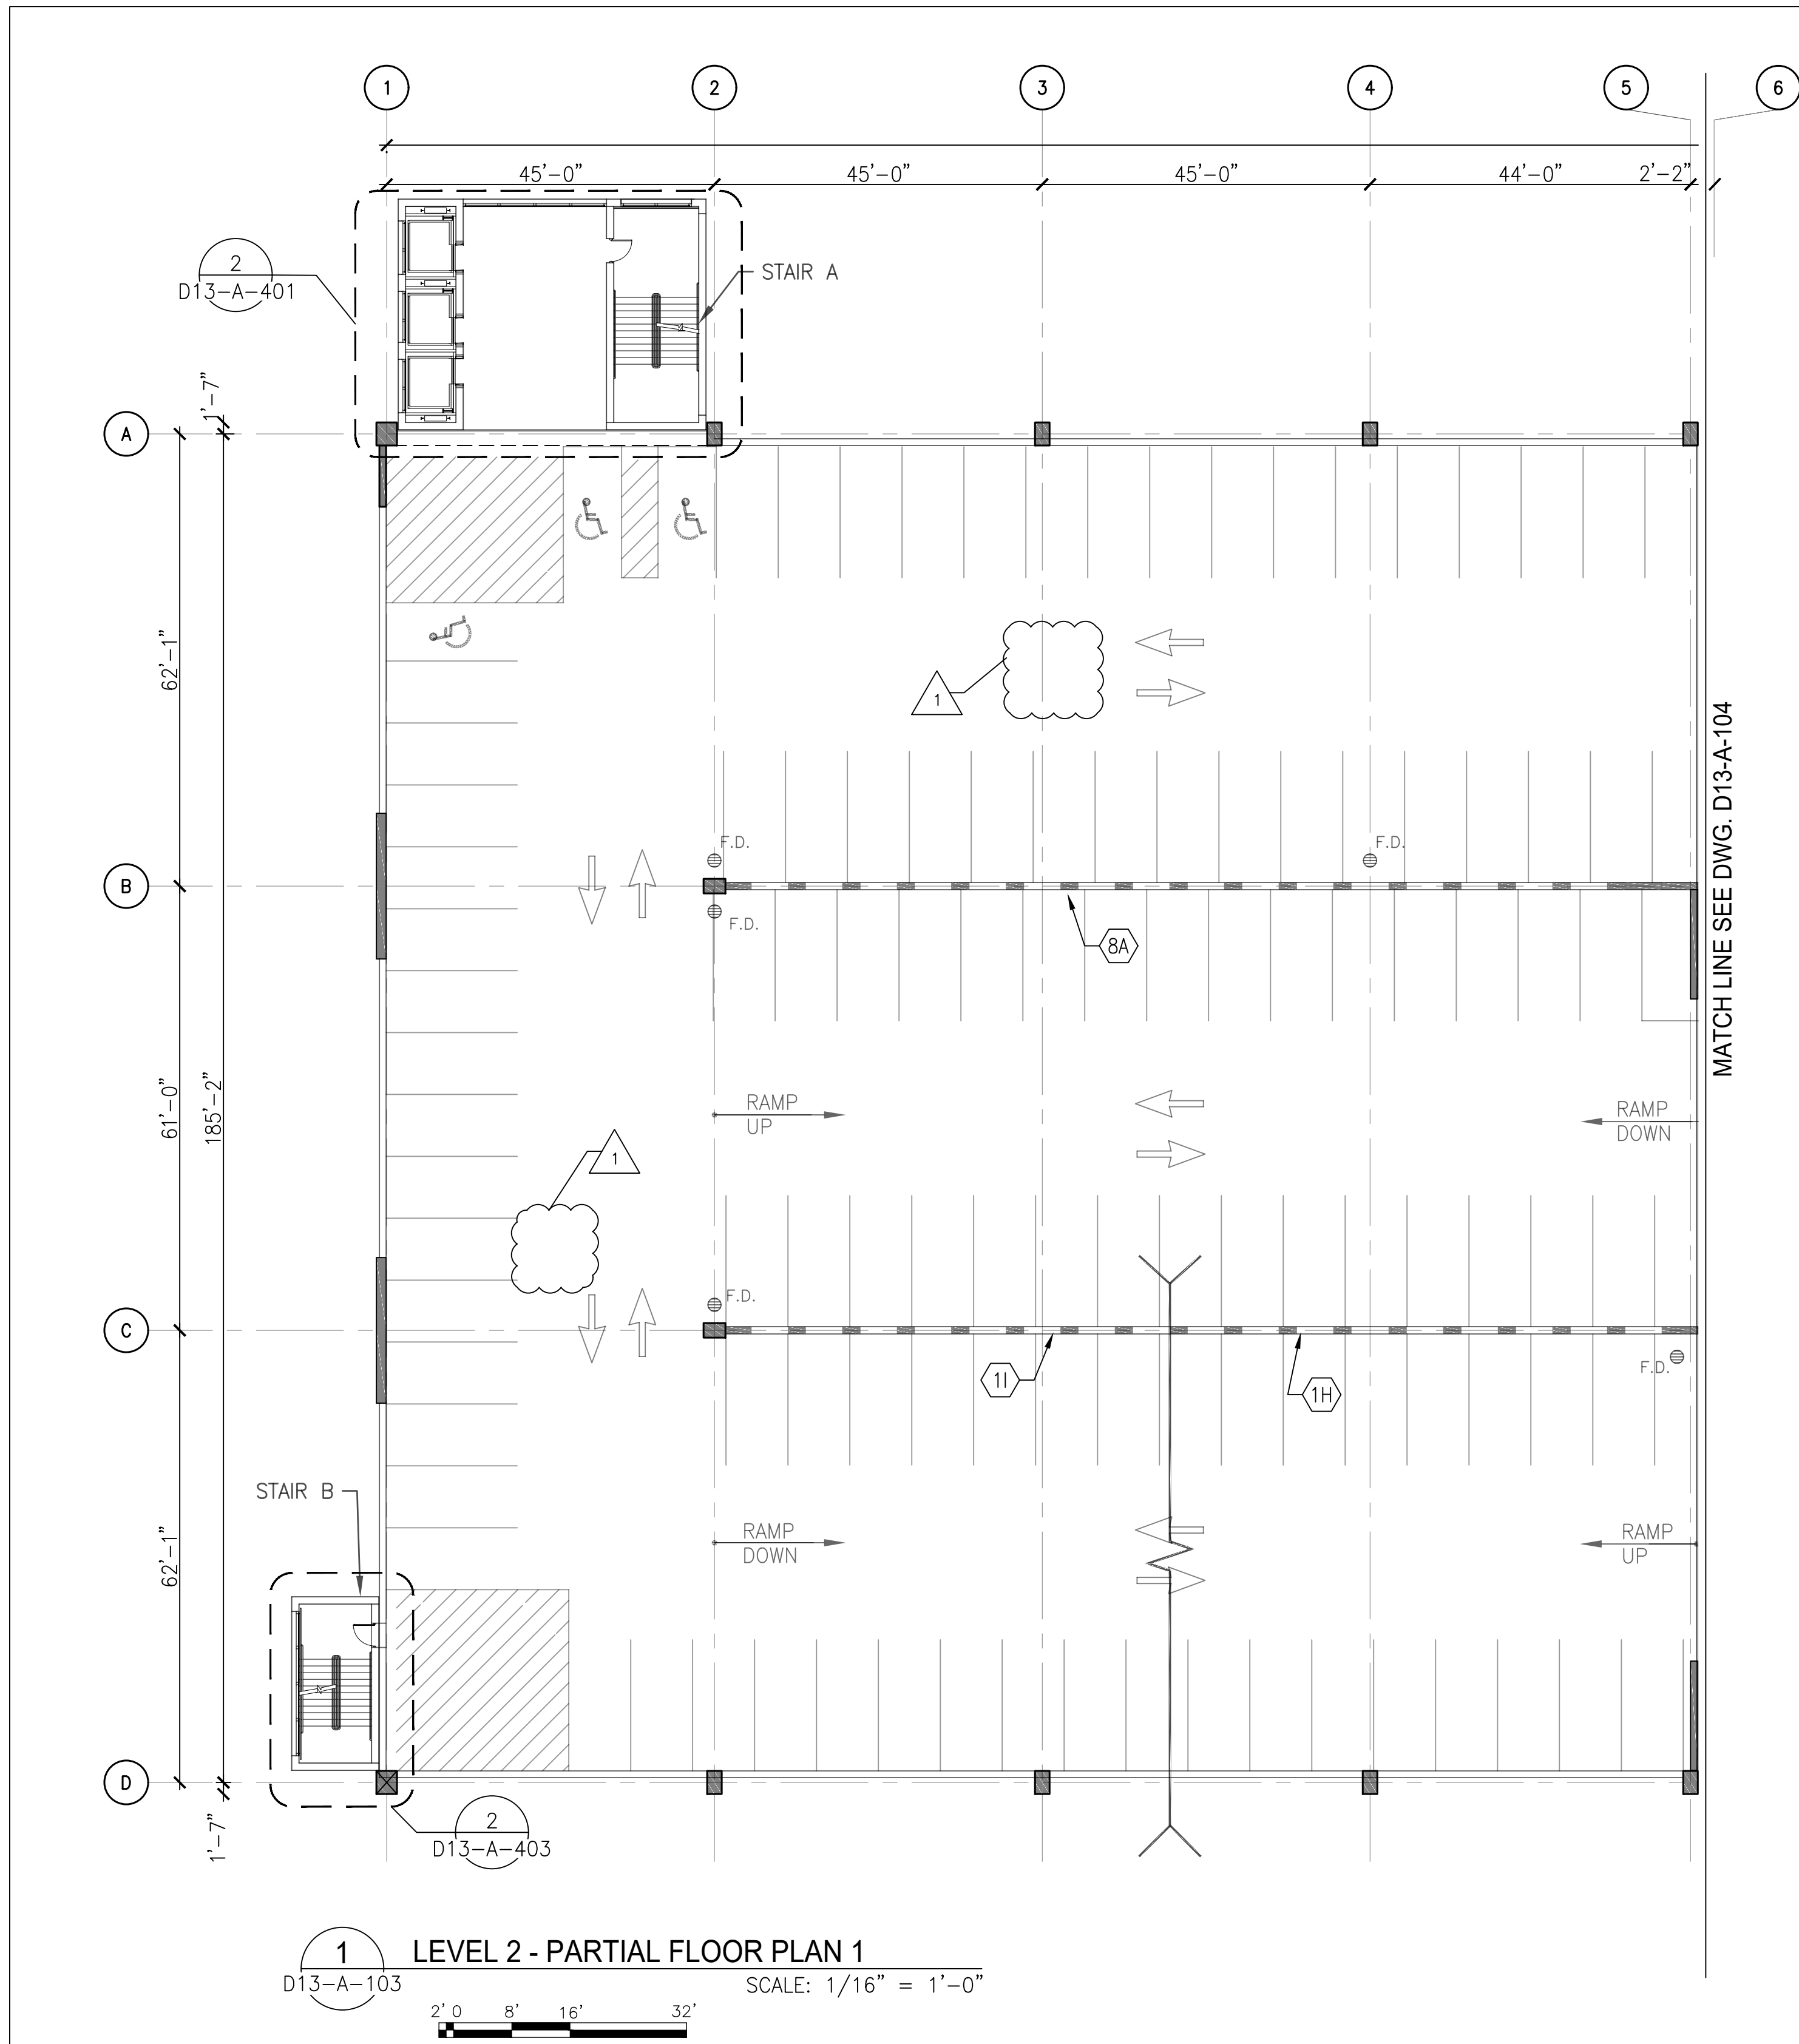 1 2 3 4 5 6
45'-0" 45'-0" 45'-0" 44'-0" 2'-2"
2
D13-A-401
STAIR A
1'-7"
A
62'-1"
1
MATCH LINE SEE DWG. D13-A-104
F.D. F.D.
B
F.D.
8A
61'-0"
185'-2"
RAMP
UP
RAMP
DOWN
1
F.D.
C
F.D.
1I
1H
STAIR B
62'-1"
RAMP
DOWN
RAMP
UP
D
1'-7"
2
D13-A-403
1
D13-A-103
LEVEL 2 - PARTIAL FLOOR PLAN 1
SCALE: 1/16" = 1'-0"
2' 0 8' 16' 32'